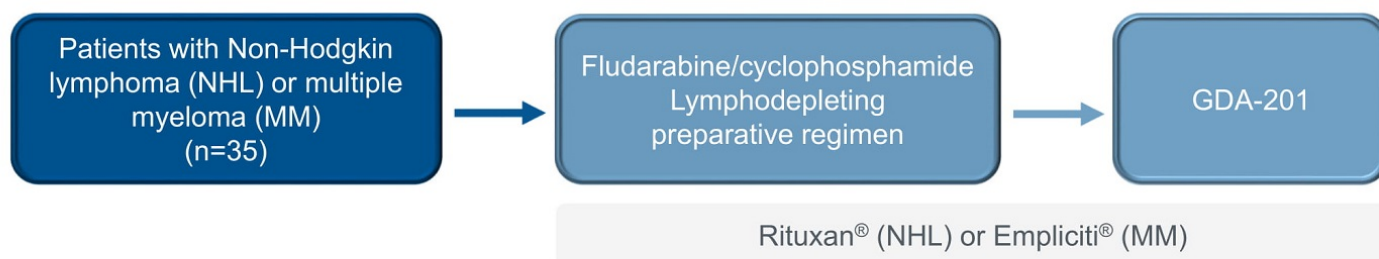 Patients with Non-Hodgkin
lymphoma (NHL) or multiple
myeloma (MM)
(n=35)
Fludarabine/cyclophosphamide
Lymphodepleting
preparative regimen
GDA-201
Rituxan® (NHL) or Empliciti® (MM)